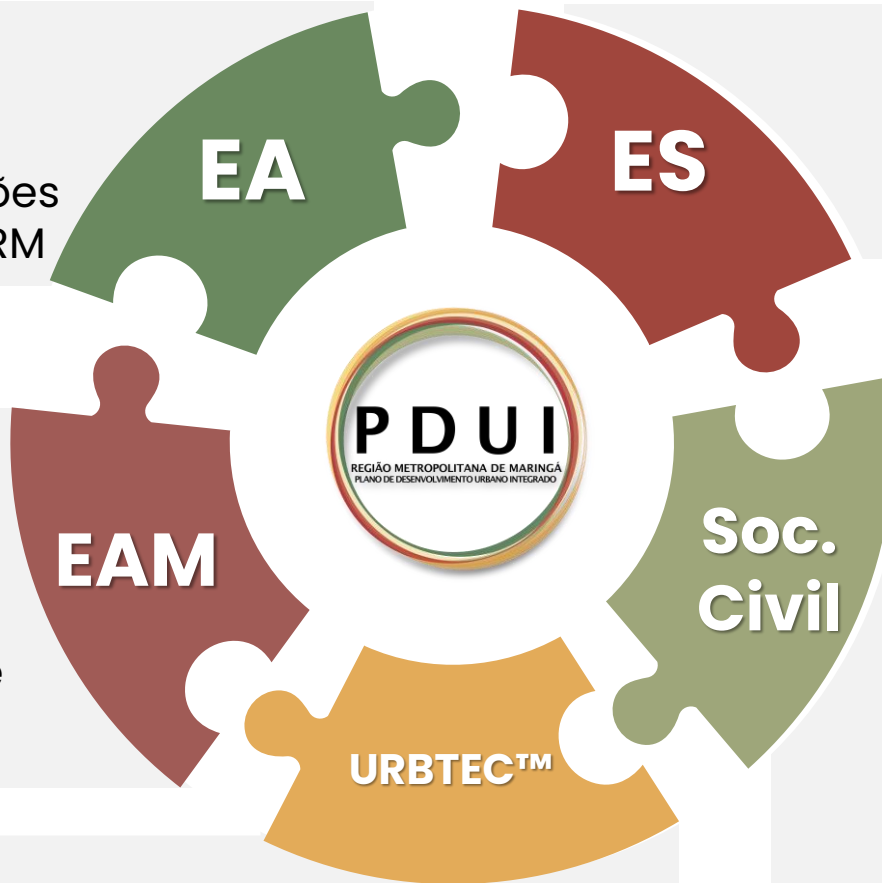 EA
ES
ões
RM
PDUI
REGIÃO METROPOLITANA DE MARINGÁ
PLANO DE DESENVOLVIMENTO URBANO INTEGRADO
EAM
Soc.
Civil
e
URBTEC™